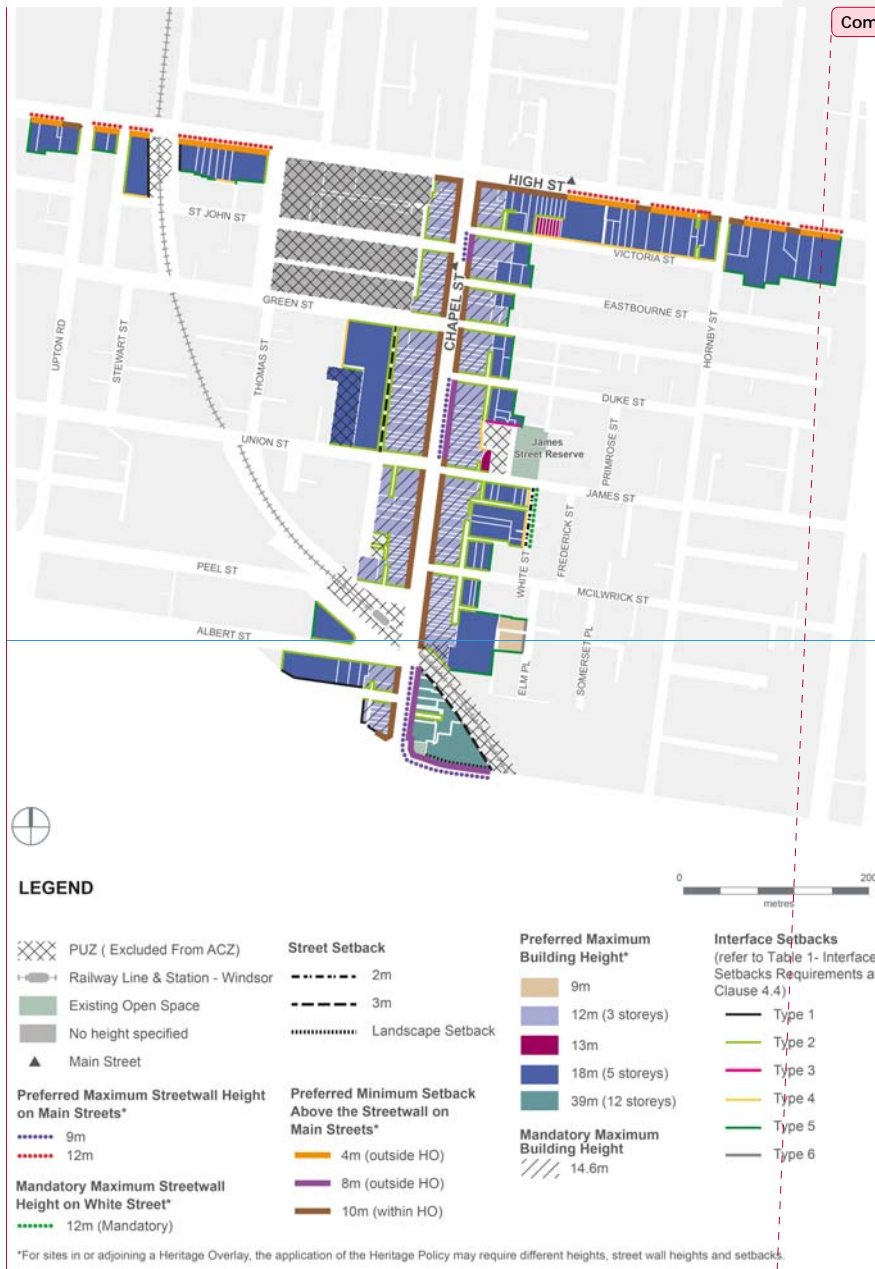 Com
HIGH ST
ST JOHN ST
VICTORIA ST
CHAPEL ST
GREEN ST
EASTBOURNE ST
UPTON RD
STEWART ST
THOMAS ST
HORNBY ST
DUKE ST
UNION ST
James
Street Reserve
PRIMROSE ST
JAMES ST
FREDERICK ST
WHITE ST
PEEL ST
MCILWRICK ST
ALBERT ST
ELM PL
SOMERSET PL
LEGEND
0 200
metres
PUZ ( Excluded From ACZ)
Railway Line & Station - Windsor
Existing Open Space
No height specified
Main Street
Preferred Maximum Streetwall Height
on Main Streets*
9m
12m
Mandatory Maximum Streetwall
Height on White Street*
12m (Mandatory)
Street Setback
2m
3m
Landscape Setback
Preferred Minimum Setback
Above the Streetwall on
Main Streets*
4m (outside HO)
8m (outside HO)
10m (within HO)
Preferred Maximum
Building Height*
9m
12m (3 storeys)
13m
18m (5 storeys)
39m (12 storeys)
Mandatory Maximum
Building Height
14.6m
Interface Setbacks
(refer to Table 1- Interface
Setbacks Requirements at
Clause 4.4)
Type 1
Type 2
Type 3
Type 4
Type 5
Type 6
*For sites in or adjoining a Heritage Overlay, the application of the Heritage Policy may require different heights, street wall heights and setbacks.